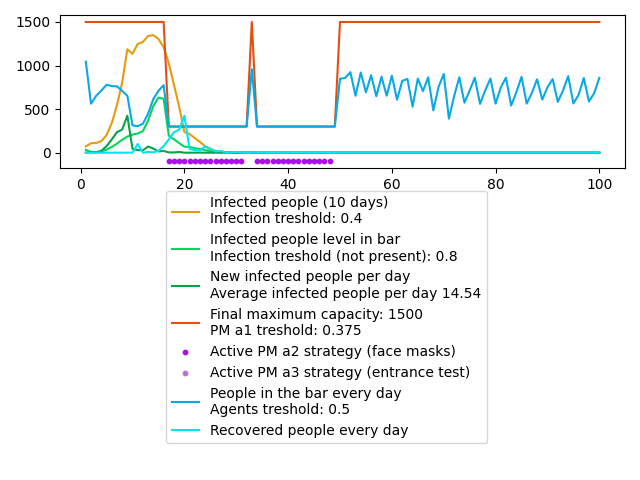 1500
1000
500
0
0 20 40 60 80 100
Infected people (10 days)
Infection treshold: 0.4
Infected people level in bar
Infection treshold (not present): 0.8
New infected people per day
Average infected people per day 14.54
Final maximum capacity: 1500
PM a1 treshold: 0.375
Active PM a2 strategy (face masks)
Active PM a3 strategy (entrance test)
People in the bar every day
Agents treshold: 0.5
Recovered people every day